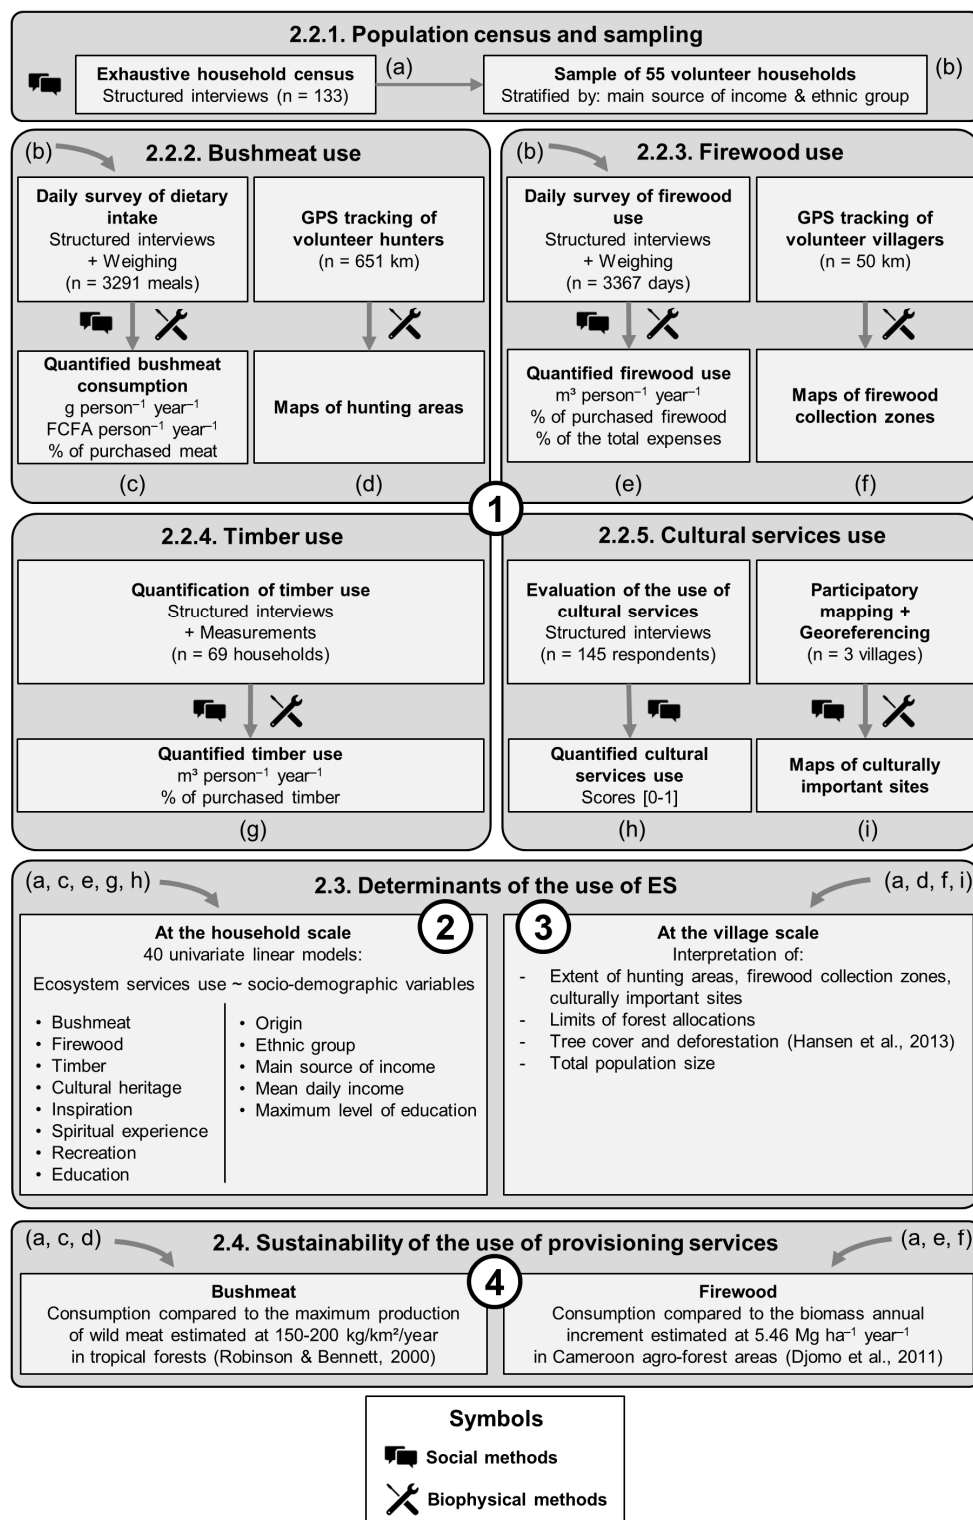 2.2.1. Population census and sampling
Exhaustive household census
Structured interviews (n = 133)
(a)
Sample of 55 volunteer households
Stratified by: main source of income & ethnic group
(b)
(b)
2.2.2. Bushmeat use
Daily survey of dietary
intake
Structured interviews
+ Weighing
(n = 3291 meals)
GPS tracking of
volunteer hunters
(n = 651 km)
Quantified bushmeat
consumption
g person⁻¹ year⁻¹
FCFA person⁻¹ year⁻¹
% of purchased meat
Maps of hunting areas
(c)
(d)
(b)
2.2.3. Firewood use
Daily survey of firewood
use
Structured interviews
+ Weighing
(n = 3367 days)
GPS tracking of
volunteer villagers
(n = 50 km)
Quantified firewood use
m³ person⁻¹ year⁻¹
% of purchased firewood
% of the total expenses
Maps of firewood
collection zones
(e)
(f)
1
2.2.4. Timber use
Quantification of timber use
Structured interviews
+ Measurements
(n = 69 households)
Quantified timber use
m³ person⁻¹ year⁻¹
% of purchased timber
(g)
2.2.5. Cultural services use
Evaluation of the use of
cultural services
Structured interviews
(n = 145 respondents)
Participatory
mapping +
Georeferencing
(n = 3 villages)
Quantified cultural
services use
Scores [0-1]
Maps of culturally
important sites
(h)
(i)
(a, c, e, g, h)
2.3. Determinants of the use of ES
(a, d, f, i)
2
At the household scale
40 univariate linear models:
Ecosystem services use ~ socio-demographic variables
• Bushmeat
• Firewood
• Timber
• Cultural heritage
• Inspiration
• Spiritual experience
• Recreation
• Education
• Origin
• Ethnic group
• Main source of income
• Mean daily income
• Maximum level of education
3
At the village scale
Interpretation of:
- Extent of hunting areas, firewood collection zones,
culturally important sites
- Limits of forest allocations
- Tree cover and deforestation (Hansen et al., 2013)
- Total population size
(a, c, d)
2.4. Sustainability of the use of provisioning services
(a, e, f)
4
Bushmeat
Consumption compared to the maximum production
of wild meat estimated at 150-200 kg/km²/year
in tropical forests (Robinson & Bennett, 2000)
Firewood
Consumption compared to the biomass annual
increment estimated at 5.46 Mg ha⁻¹ year⁻¹
in Cameroon agro-forest areas (Djomo et al., 2011)
Symbols
Social methods
Biophysical methods